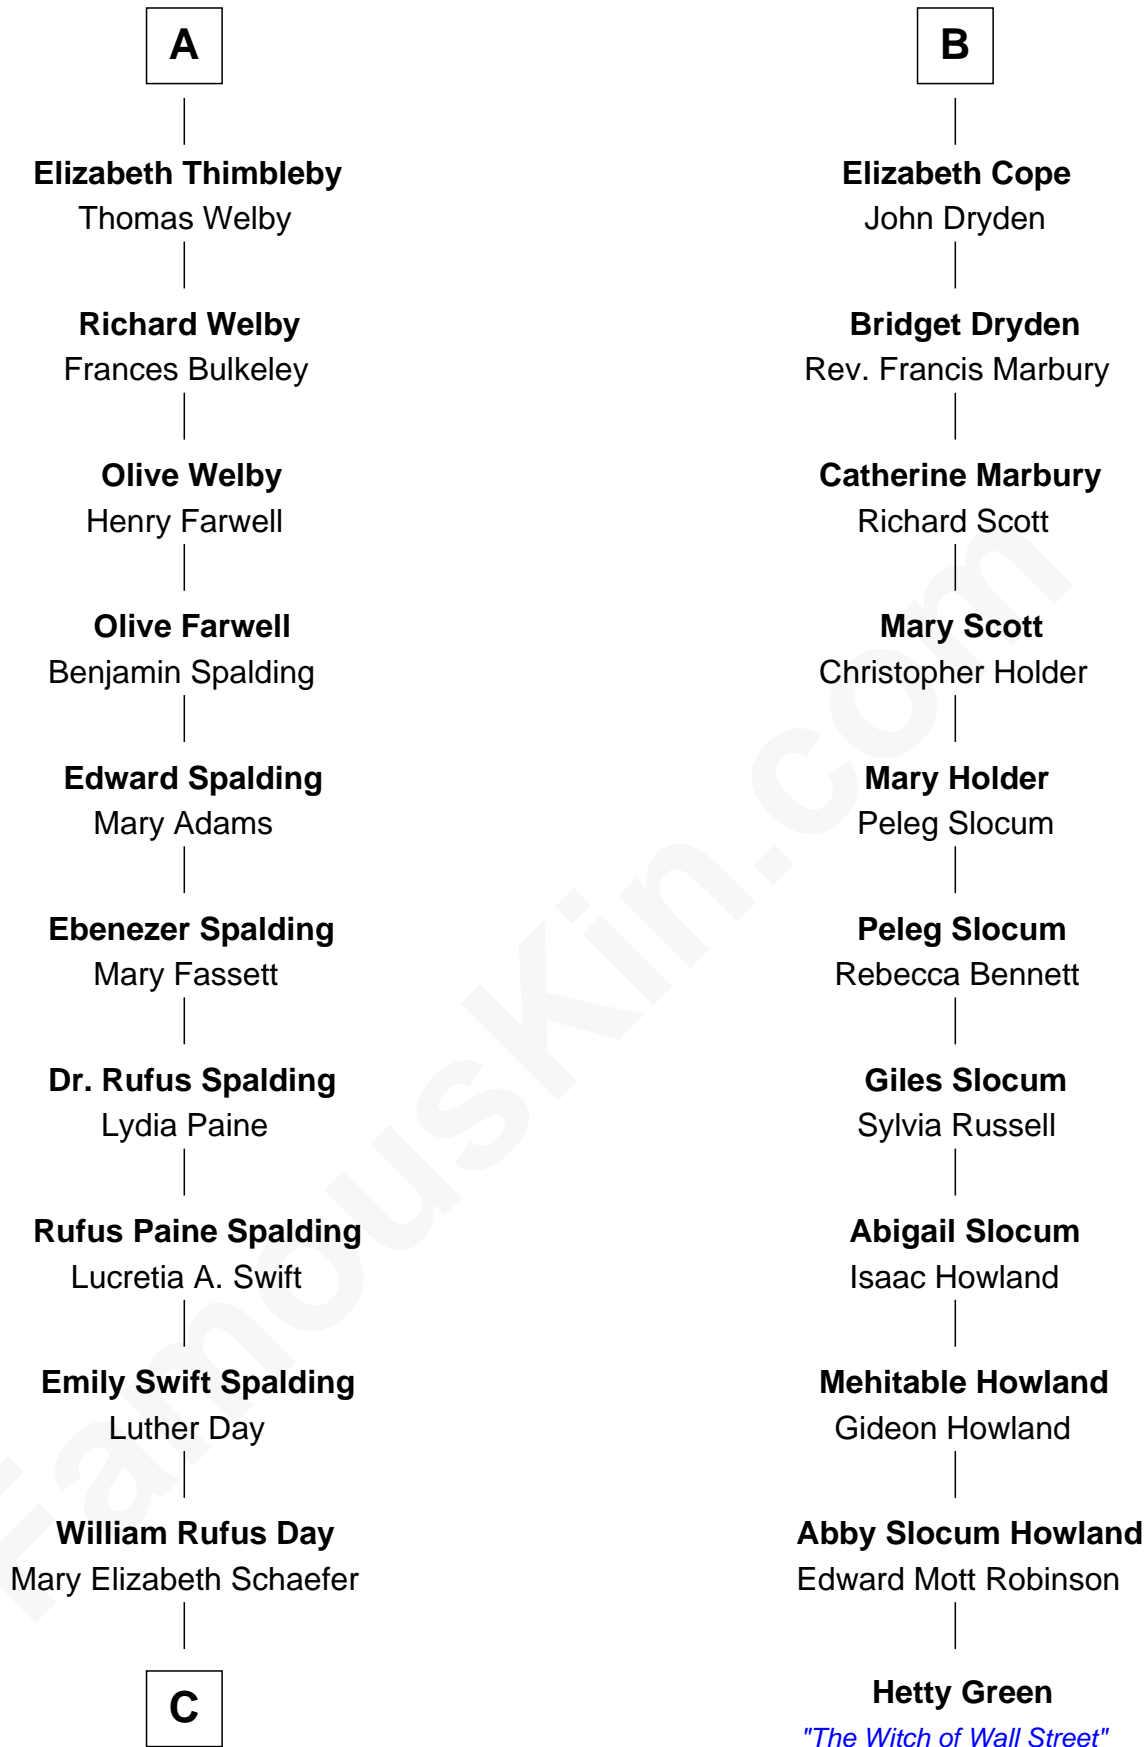 A
Elizabeth Thimbleby
Thomas Welby
Richard Welby
Frances Bulkeley
Olive Welby
Henry Farwell
Olive Farwell
Benjamin Spalding
Edward Spalding
Mary Adams
Ebenezer Spalding
Mary Fassett
Dr. Rufus Spalding
Lydia Paine
Rufus Paine Spalding
Lucretia A. Swift
Emily Swift Spalding
Luther Day
William Rufus Day
Mary Elizabeth Schaefer
C
B
Elizabeth Cope
John Dryden
Bridget Dryden
Rev. Francis Marbury
Catherine Marbury
Richard Scott
Mary Scott
Christopher Holder
Mary Holder
Peleg Slocum
Peleg Slocum
Rebecca Bennett
Giles Slocum
Sylvia Russell
Abigail Slocum
Isaac Howland
Mehitable Howland
Gideon Howland
Abby Slocum Howland
Edward Mott Robinson
Hetty Green
"The Witch of Wall Street"
FamousKin.com